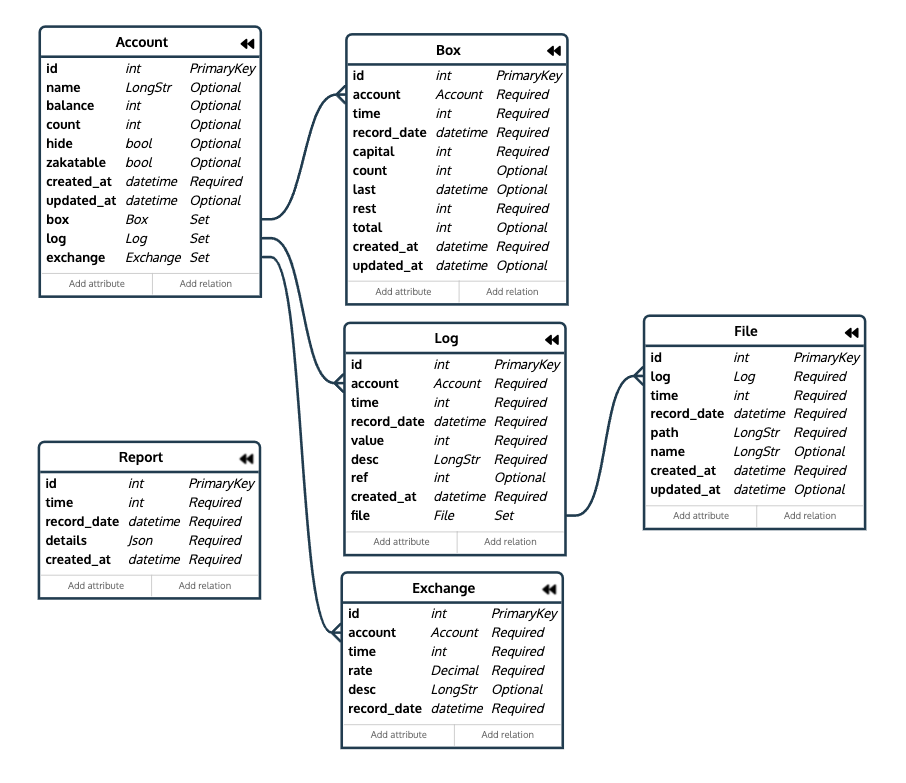 Account
id int PrimaryKey
name LongStr Optional
balance int Optional
count int Optional
hide bool Optional
zakatable bool Optional
created_at datetime Required
updated_at datetime Optional
box Box Set
log Log Set
exchange Exchange Set
Add attribute Add relation
Box
id int PrimaryKey
account Account Required
time int Required
record_date datetime Required
capital int Required
count int Optional
last datetime Optional
rest int Required
total int Optional
created_at datetime Required
updated_at datetime Optional
Add attribute Add relation
Log
id int PrimaryKey
account Account Required
time int Required
record_date datetime Required
value int Required
desc LongStr Required
ref int Optional
created_at datetime Required
file File Set
Add attribute Add relation
File
id int PrimaryKey
log Log Required
time int Required
record_date datetime Required
path LongStr Required
name LongStr Optional
created_at datetime Required
updated_at datetime Optional
Add attribute Add relation
Report
id int PrimaryKey
time int Required
record_date datetime Required
details Json Required
created_at datetime Required
Add attribute Add relation
Exchange
id int PrimaryKey
account Account Required
time int Required
rate Decimal Required
desc LongStr Optional
record_date datetime Required
Add attribute Add relation